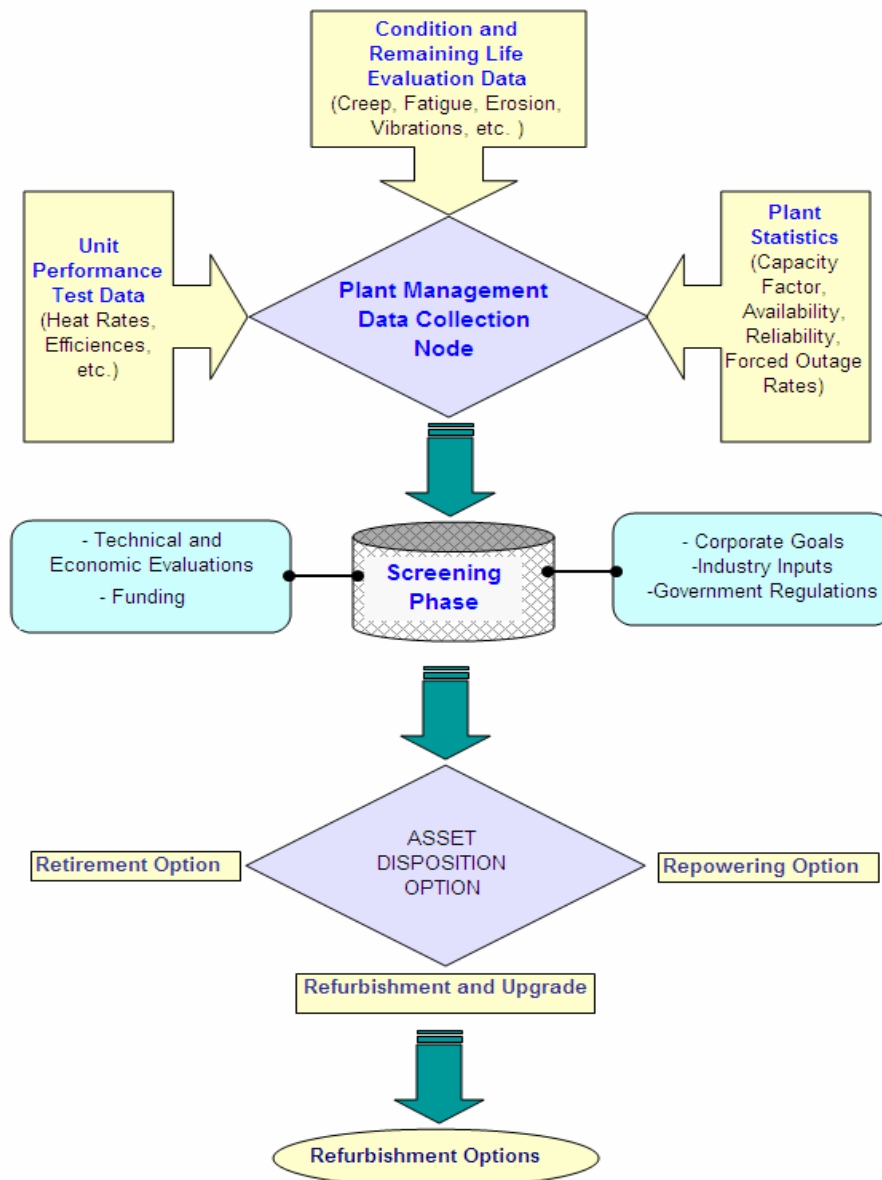 Condition and
Remaining Life
Evaluation Data
(Creep, Fatigue, Erosion,
Vibrations, etc. )
Unit
Performance
Test Data
(Heat Rates,
Efficiences,
etc.)
Plant Management
Data Collection
Node
Plant
Statistics
(Capacity
Factor,
Availability,
Reliability,
Forced Outage
Rates)
- Technical and
Economic Evaluations
- Funding
Screening
Phase
- Corporate Goals
-Industry Inputs
-Government Regulations
ASSET
DISPOSITION
OPTION
Retirement Option
Repowering Option
Refurbishment and Upgrade
Refurbishment Options